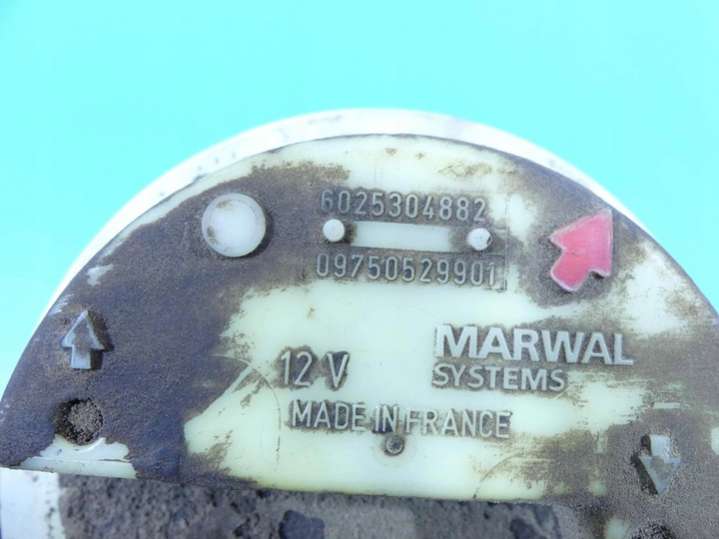 6025304882
09750529901
12 V
MARWAL
SYSTEMS
MADE IN FRANCE